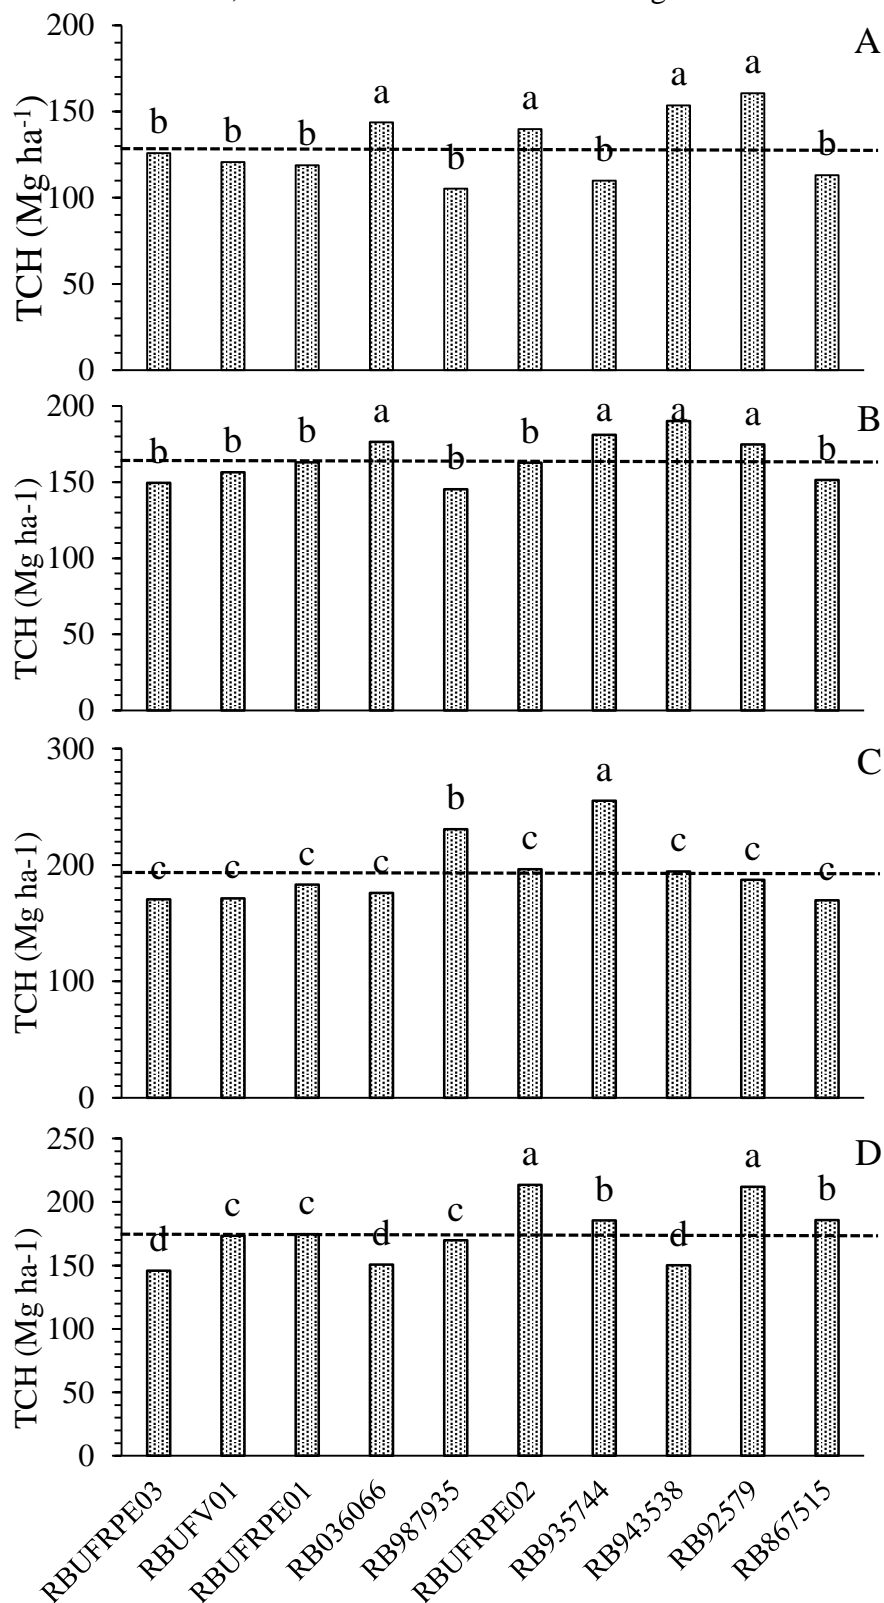 200 A
a
a
a
a
150 b
b
b
b
b
b
100
50
0
TCH (Mg ha-1)
200 B
a
a
a
a
b
b
b
b
b
b
150
100
50
0
TCH (Mg ha-1)
300 C
a
b
c
c
c
c
c
c
c
c
200
100
0
TCH (Mg ha-1)
250 D
a
a
b
b
200 c
c
c
d
d
d
150
100
50
0
TCH (Mg ha-1)
RBUFRPE03
RBUFV01
RBUFRPE01
RB036066
RB987935
RBUFRPE02
RB935744
RB943538
RB92579
RB867515